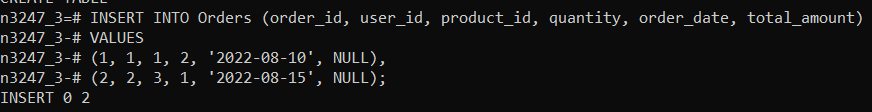 CREATE TABLE
n3247_3=# INSERT INTO Orders (order_id, user_id, product_id, quantity, order_date, total_amount)
n3247_3-# VALUES
n3247_3-# (1, 1, 1, 2, '2022-08-10', NULL),
n3247_3-# (2, 2, 3, 1, '2022-08-15', NULL);
INSERT 0 2